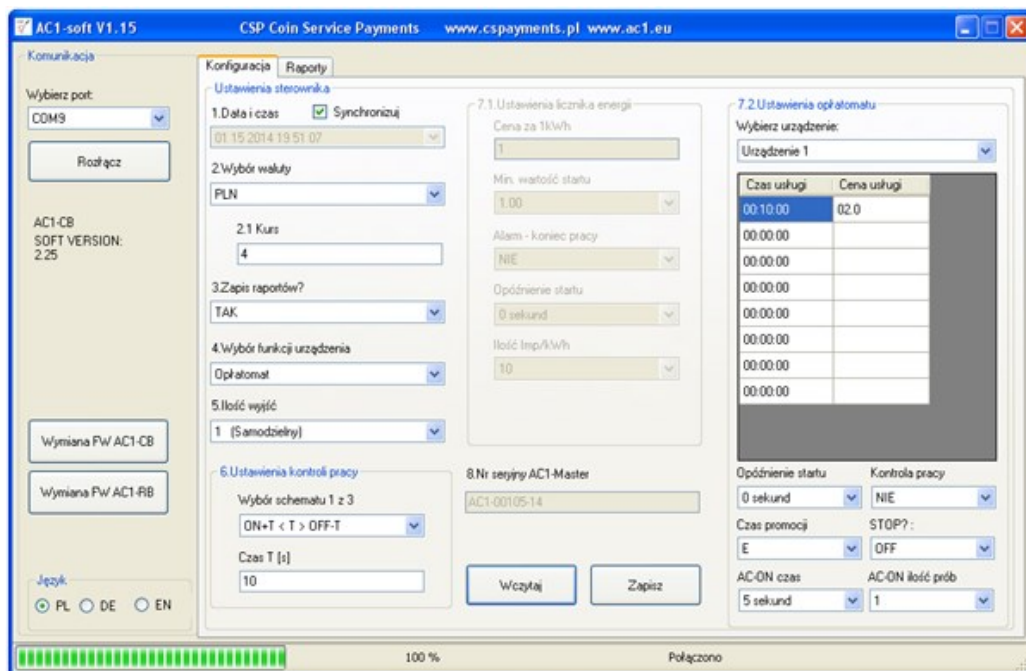 AC1-soft V1.15 CSP Coin Service Payments www.cspayments.pl www.ac1.eu
Komunikacja
Wybierz port:
COM9
Rozłącz
AC1-CB
SOFT VERSION:
2.25
Wymiana FW AC1-CB
Wymiana FW AC1-RB
Język
PL DE EN
Konfiguracja Raporty
Ustawienia sterownika
1.Data i czas Synchronizuj
01 15 2014 19 51 07
2.Wybór waluty
PLN
2.1 Kurs
4
3.Zapis raportów?
TAK
4.Wybór funkcji urządzenia
Opłatomat
5.Ilość wyjść
1 (Samodzielny)
6.Ustawienia kontroli pracy
Wybór schematu 1 z 3
ON+T < T > OFF-T
Czas T [s]
10
7.1.Ustawienia licznika energii
Cena za 1kWh
1
Min. wartość startu
1.00
Alarm - koniec pracy
NIE
Opóźnienie startu
0 sekund
Ilość Imp/kWh
10
8.Nr seryjny AC1-Master
AC1-00105-14
Wczytaj Zapisz
7.2.Ustawienia opłatomatu
Wybierz urządzenie:
Urządzenie 1
Czas usługi Cena usługi
00:10:00 02.0
00:00:00
00:00:00
00:00:00
00:00:00
00:00:00
00:00:00
00:00:00
Opóźnienie startu Kontrola pracy
0 sekund NIE
Czas promocji STOP? :
E OFF
AC-ON czas AC-ON ilość prób
5 sekund 1
100 % Połączono